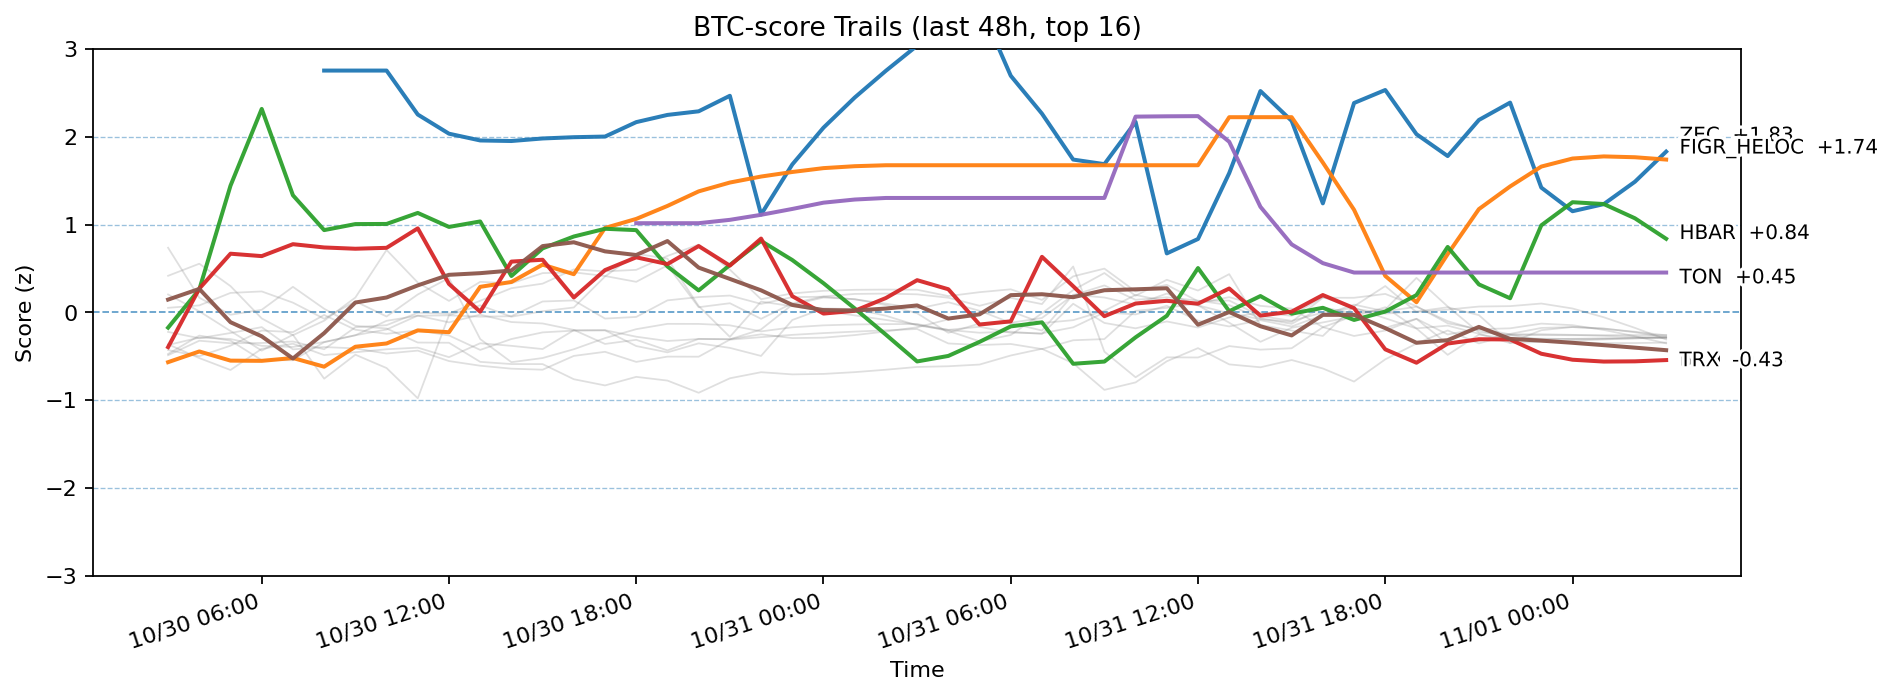 BTC-score Trails (last 48h, top 16)
Score (z)
3
2
1
0
−1
−2
−3
ZEC +1.83
FIGR_HELOC +1.74
HBAR +0.84
TON +0.45
TRX -0.43
10/30 06:00
10/30 12:00
10/30 18:00
10/31 00:00
10/31 06:00
10/31 12:00
10/31 18:00
11/01 00:00
Time